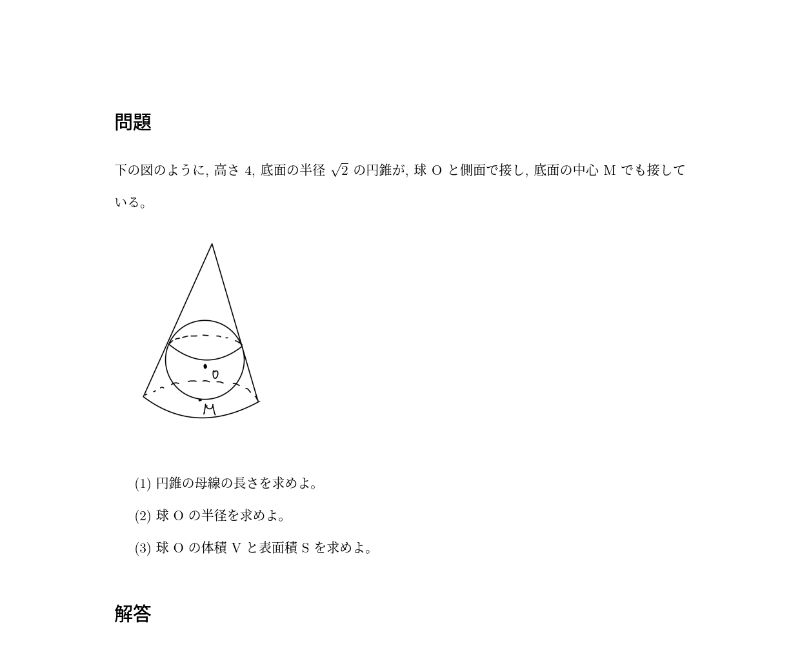 問題
下の図のように, 高さ 4, 底面の半径 √2 の円錐が, 球 O と側面で接し, 底面の中心 M でも接して
いる。
O
M
(1) 円錐の母線の長さを求めよ。
(2) 球 O の半径を求めよ。
(3) 球 O の体積 V と表面積 S を求めよ。
解答